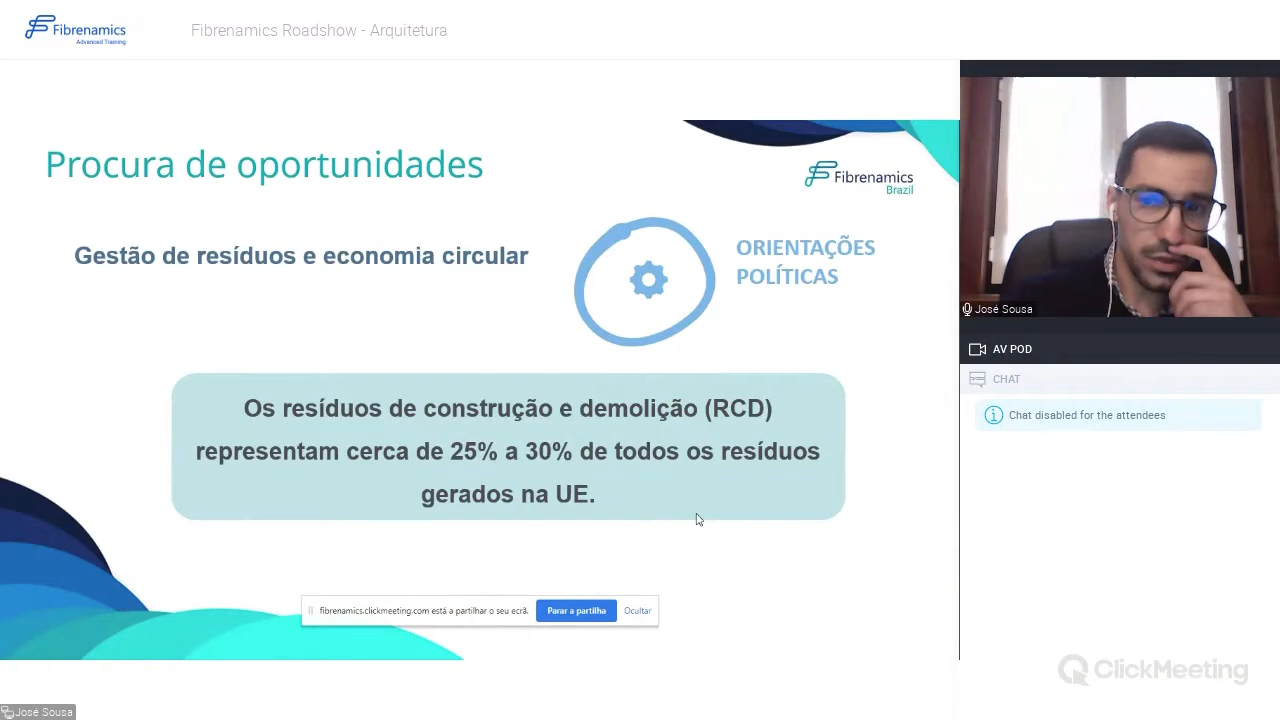 Fibrenamics
Advanced Training
Fibrenamics Roadshow - Arquitetura
Procura de oportunidades
Fibrenamics
Brazil
Gestão de resíduos e economia circular
ORIENTAÇÕES
POLÍTICAS
Os resíduos de construção e demolição (RCD)
representam cerca de 25% a 30% de todos os resíduos
gerados na UE.
fibrenamics.clickmeeting.com está a partilhar o seu ecrã.
Parar a partilha
Ocultar
José Sousa
AV POD
CHAT
Chat disabled for the attendees
ClickMeeting
José Sousa